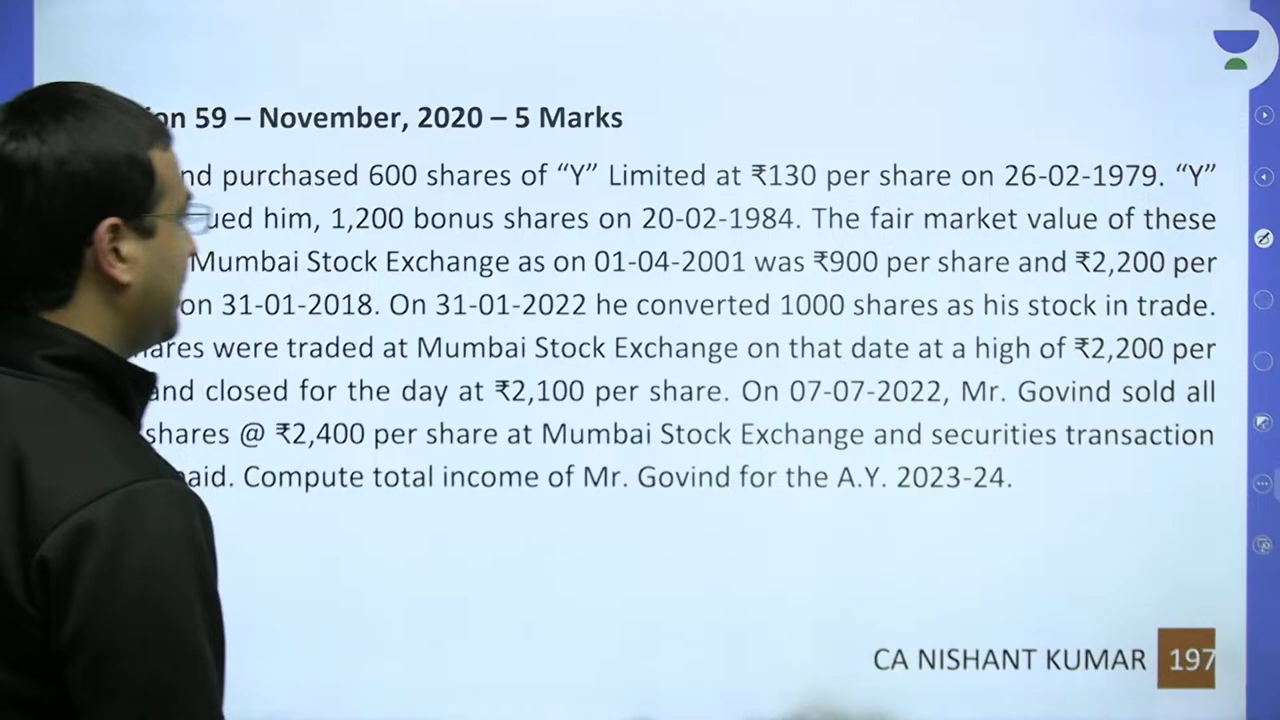 on 59 – November, 2020 – 5 Marks
nd purchased 600 shares of “Y” Limited at ₹130 per share on 26-02-1979. “Y”
ued him, 1,200 bonus shares on 20-02-1984. The fair market value of these
Mumbai Stock Exchange as on 01-04-2001 was ₹900 per share and ₹2,200 per
on 31-01-2018. On 31-01-2022 he converted 1000 shares as his stock in trade.
ares were traded at Mumbai Stock Exchange on that date at a high of ₹2,200 per
and closed for the day at ₹2,100 per share. On 07-07-2022, Mr. Govind sold all
shares @ ₹2,400 per share at Mumbai Stock Exchange and securities transaction
aid. Compute total income of Mr. Govind for the A.Y. 2023-24.
CA NISHANT KUMAR 197